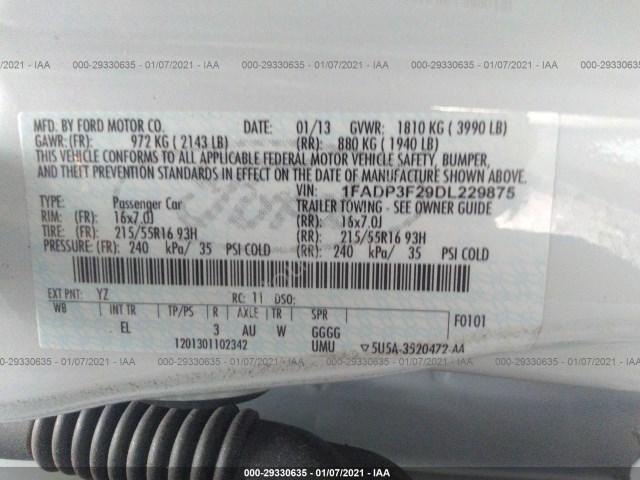 000-29330635 - 01/07/2021 - IAA
MFD. BY FORD MOTOR CO. DATE: 01/13 GVWR: 1810 KG ( 3990 LB)
GAWR: (FR): 972 KG ( 2143 LB) (RR): 880 KG ( 1940 LB)
THIS VEHICLE CONFORMS TO ALL APPLICABLE FEDERAL MOTOR VEHICLE SAFETY, BUMPER,
AND THEFT PREVENTION STANDARDS IN EFFECT ON THE DATE OF MANUFACTURE SHOWN ABOVE.
VIN: 1FADP3F29DL229875
TYPE: Passenger Car TRAILER TOWING - SEE OWNER GUIDE
RIM: (FR): 16x7.0J (RR): 16x7.0J
TIRE: (FR): 215/55R16 93H (RR): 215/55R16 93H
PRESSURE: (FR): 240 kPa/ 35 PSI COLD (RR): 240 kPa/ 35 PSI COLD
EXT PNT: YZ RC: 11 DSO:
WB INT TR TP/PS R AXLE TR SPR F0101
EL 3 AU W GGGG
1201301102342 UMU ▽ 5U5A-3520472-AA
000-29330635 - 01/07/2021 - IAA
000-29330635 - 01/07/2021 - IAA